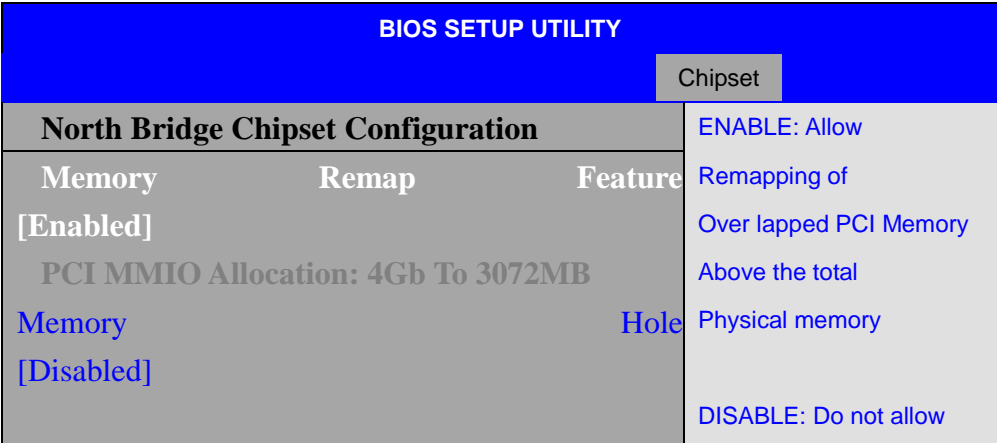 BIOS SETUP UTILITY
Chipset
North Bridge Chipset Configuration
Memory Remap Feature
[Enabled]
PCI MMIO Allocation: 4Gb To 3072MB
Memory Hole
[Disabled]
ENABLE: Allow
Remapping of
Over lapped PCI Memory
Above the total
Physical memory
DISABLE: Do not allow